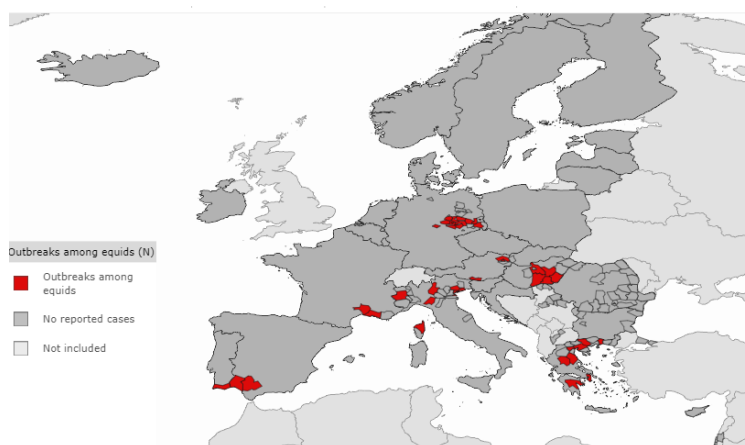 Outbreaks among equids (N)
Outbreaks among
equids
No reported cases
Not included